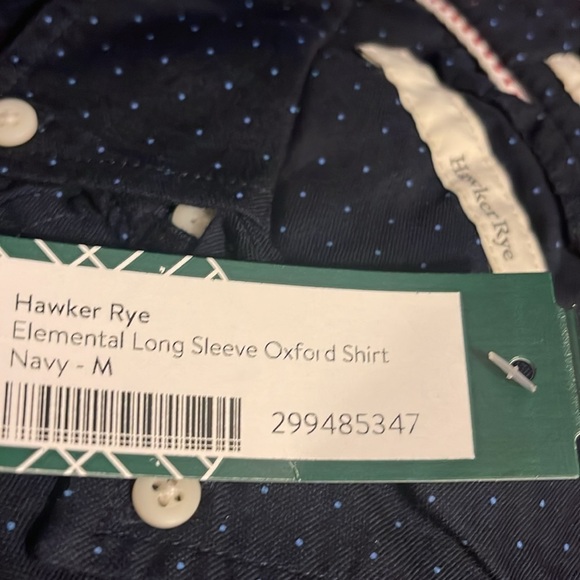 Hawker Rye
Hawker Rye
Elemental Long Sleeve Oxford Shirt
Navy - M
299485347